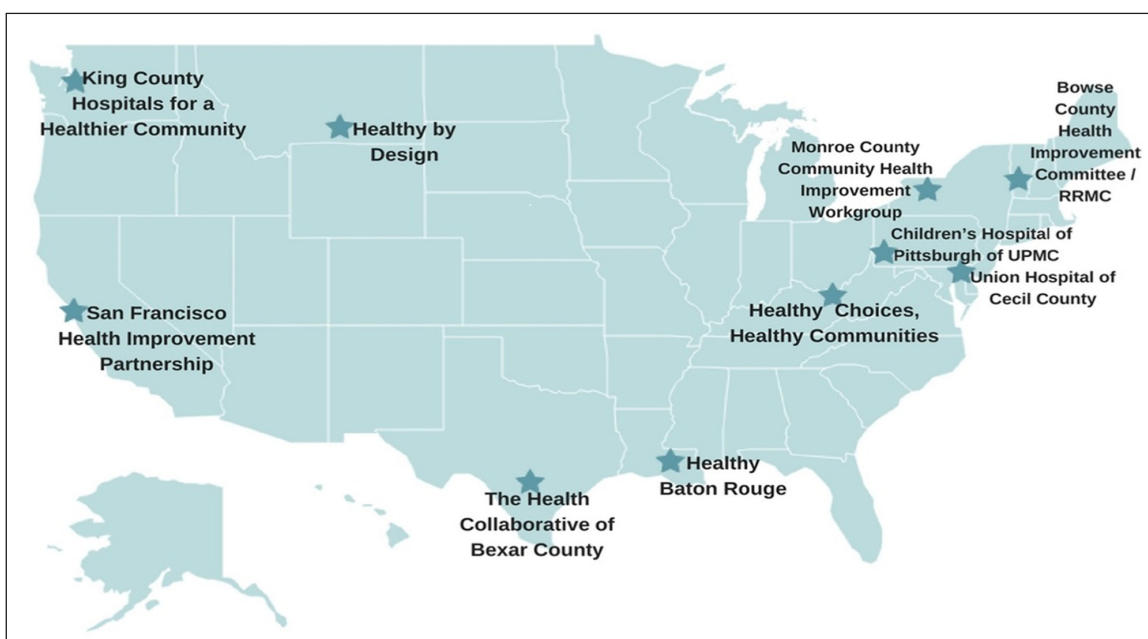 King County
Hospitals for a
Healthier Community
Healthy by
Design
San Francisco
Health Improvement
Partnership
The Health
Collaborative of
Bexar County
Healthy
Baton Rouge
Healthy Choices,
Healthy Communities
Monroe County
Community Health
Improvement
Workgroup
Bowse
County
Health
Improvement
Committee /
RRMC
Children's Hospital of
Pittsburgh of UPMC
Union Hospital of
Cecil County